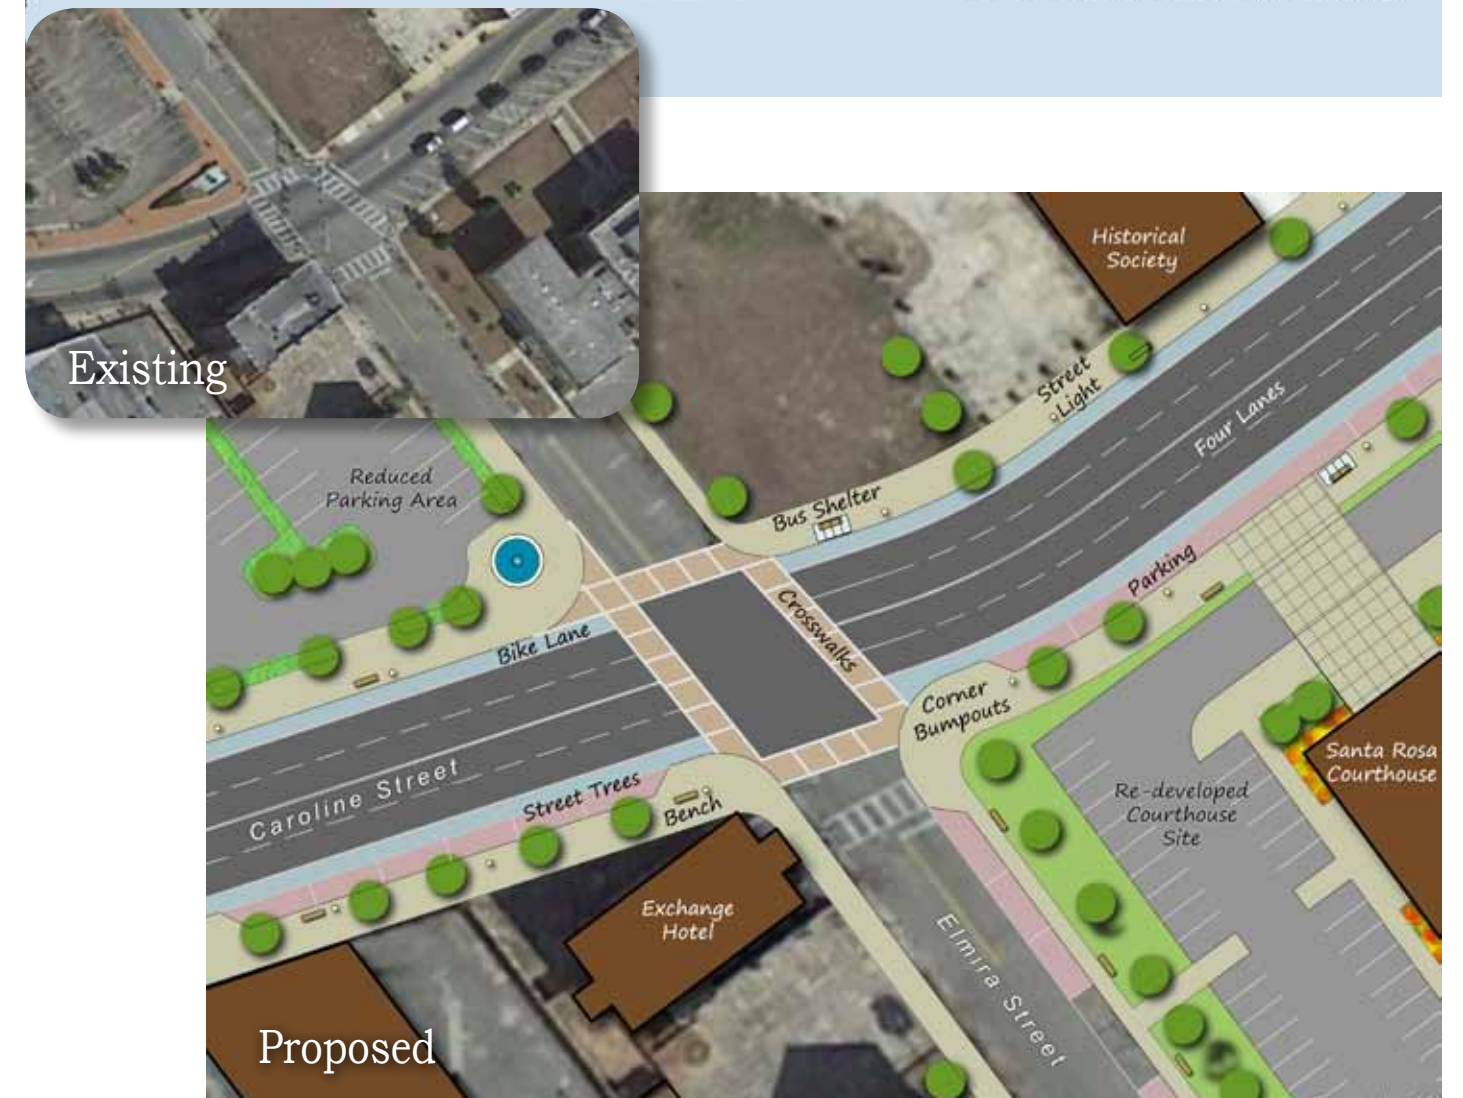 Existing
Historical
Society
Street
Light
Four Lanes
Reduced
Parking Area
Bus Shelter
Parking
Crosswalks
Bike Lane
Corner
Bumpouts
Santa Rosa
Courthouse
Caroline Street
Street Trees
Bench
Re-developed
Courthouse
Site
Exchange
Hotel
Elmira Street
Proposed